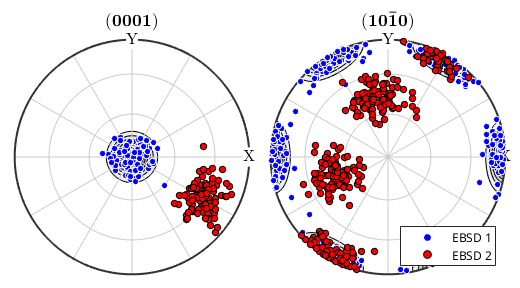 (0001)
(101̄0)
Y
Y
X
X
EBSD 1
EBSD 2